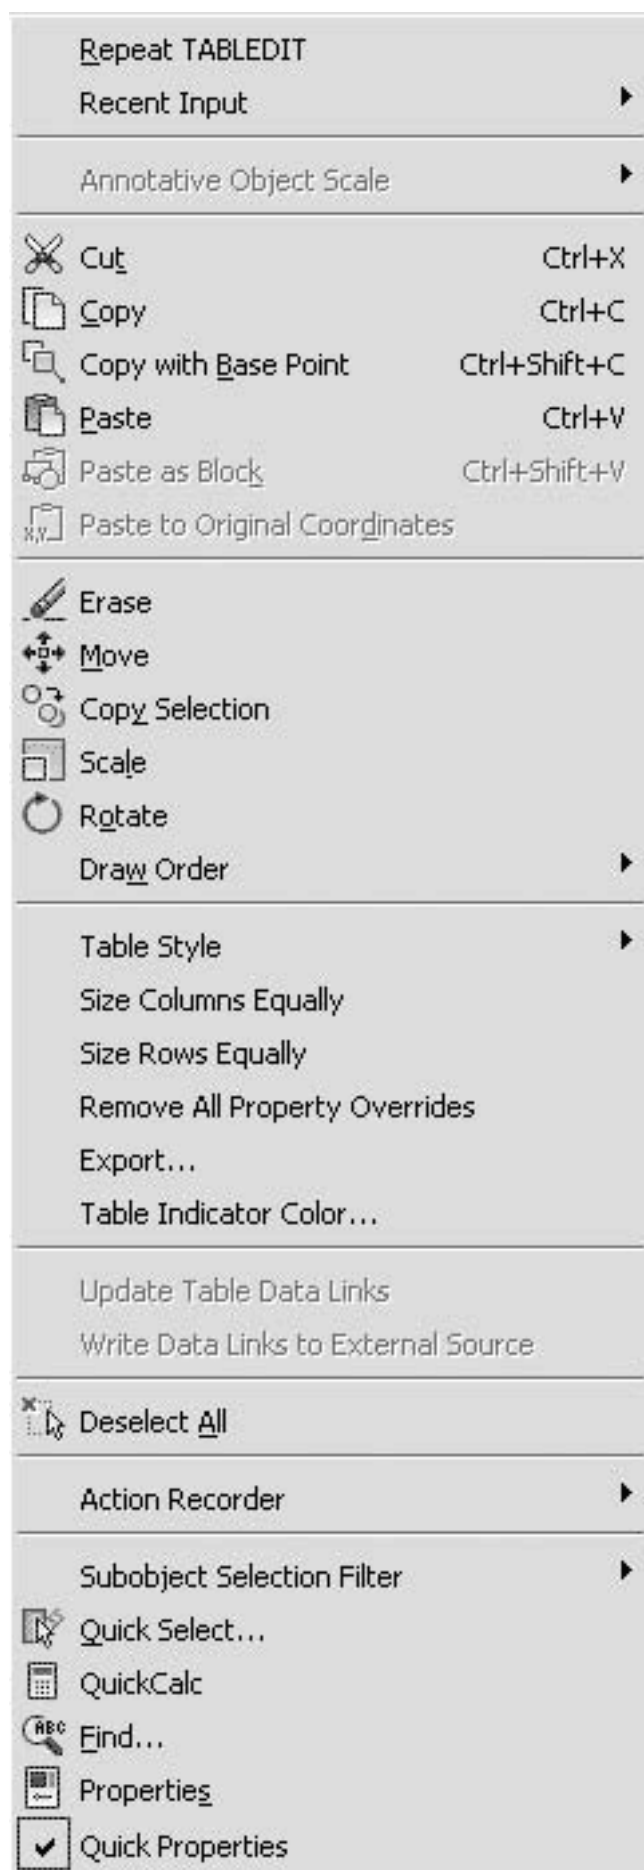 Repeat TABLEDIT
Recent Input
Annotative Object Scale
Cut Ctrl+X
Copy Ctrl+C
Copy with Base Point Ctrl+Shift+C
Paste Ctrl+V
Paste as Block Ctrl+Shift+V
X,Y Paste to Original Coordinates
Erase
Move
Copy Selection
Scale
Rotate
Draw Order
Table Style
Size Columns Equally
Size Rows Equally
Remove All Property Overrides
Export...
Table Indicator Color...
Update Table Data Links
Write Data Links to External Source
Deselect All
Action Recorder
Subobject Selection Filter
Quick Select...
QuickCalc
ABC Find...
Properties
Quick Properties